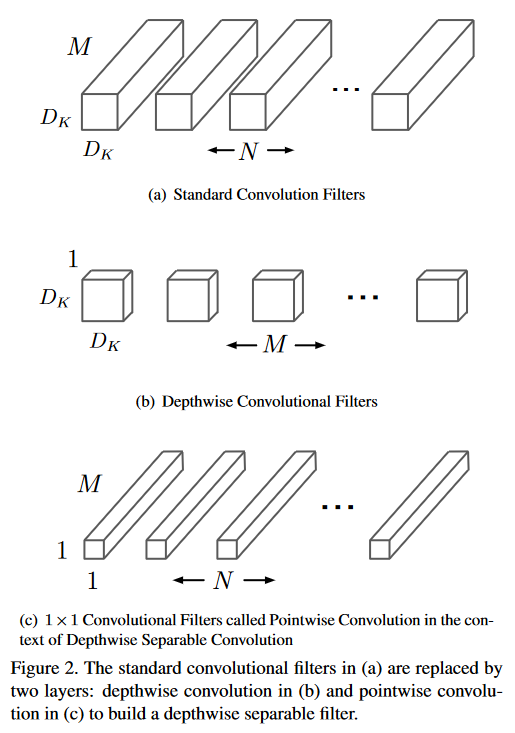 M
D_K
D_K
← N →
...
(a) Standard Convolution Filters
1
D_K
D_K
← M →
...
(b) Depthwise Convolutional Filters
M
...
1
1
← N →
(c) 1 × 1 Convolutional Filters called Pointwise Convolution in the con-
text of Depthwise Separable Convolution
Figure 2. The standard convolutional filters in (a) are replaced by
two layers: depthwise convolution in (b) and pointwise convolu-
tion in (c) to build a depthwise separable filter.